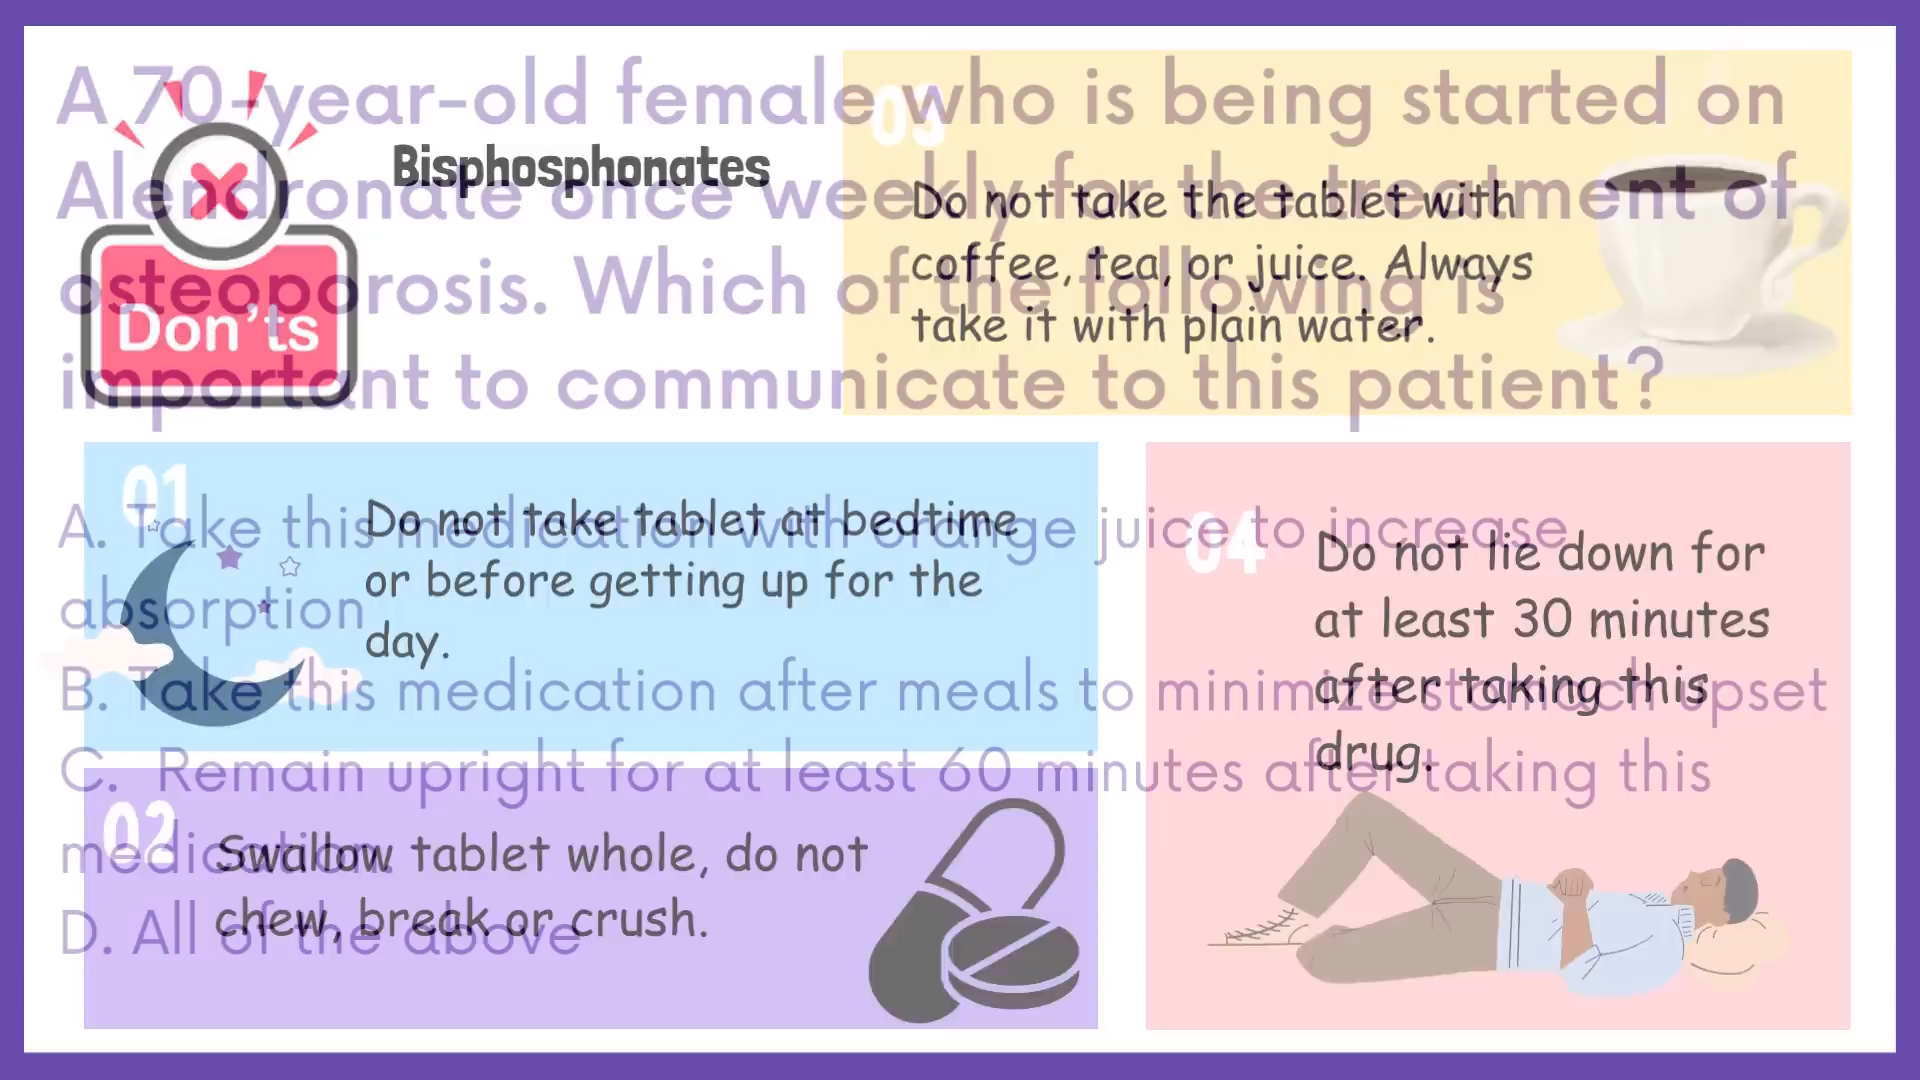 A 70-year-old female who is being started on
Alendronate once weekly for the treatment of
osteoporosis. Which of the following is
important to communicate to this patient?
A. Take this medication with orange juice to increase
absorption
B. Take this medication after meals to minimize stomach upset
C. Remain upright for at least 60 minutes after taking this
medication.
D. All of the above
Bisphosphonates
Don'ts
01
Do not take tablet at bedtime
or before getting up for the
day.
02
Swallow tablet whole, do not
chew, break or crush.
03
Do not take the tablet with
coffee, tea, or juice. Always
take it with plain water.
04
Do not lie down for
at least 30 minutes
after taking this
drug.